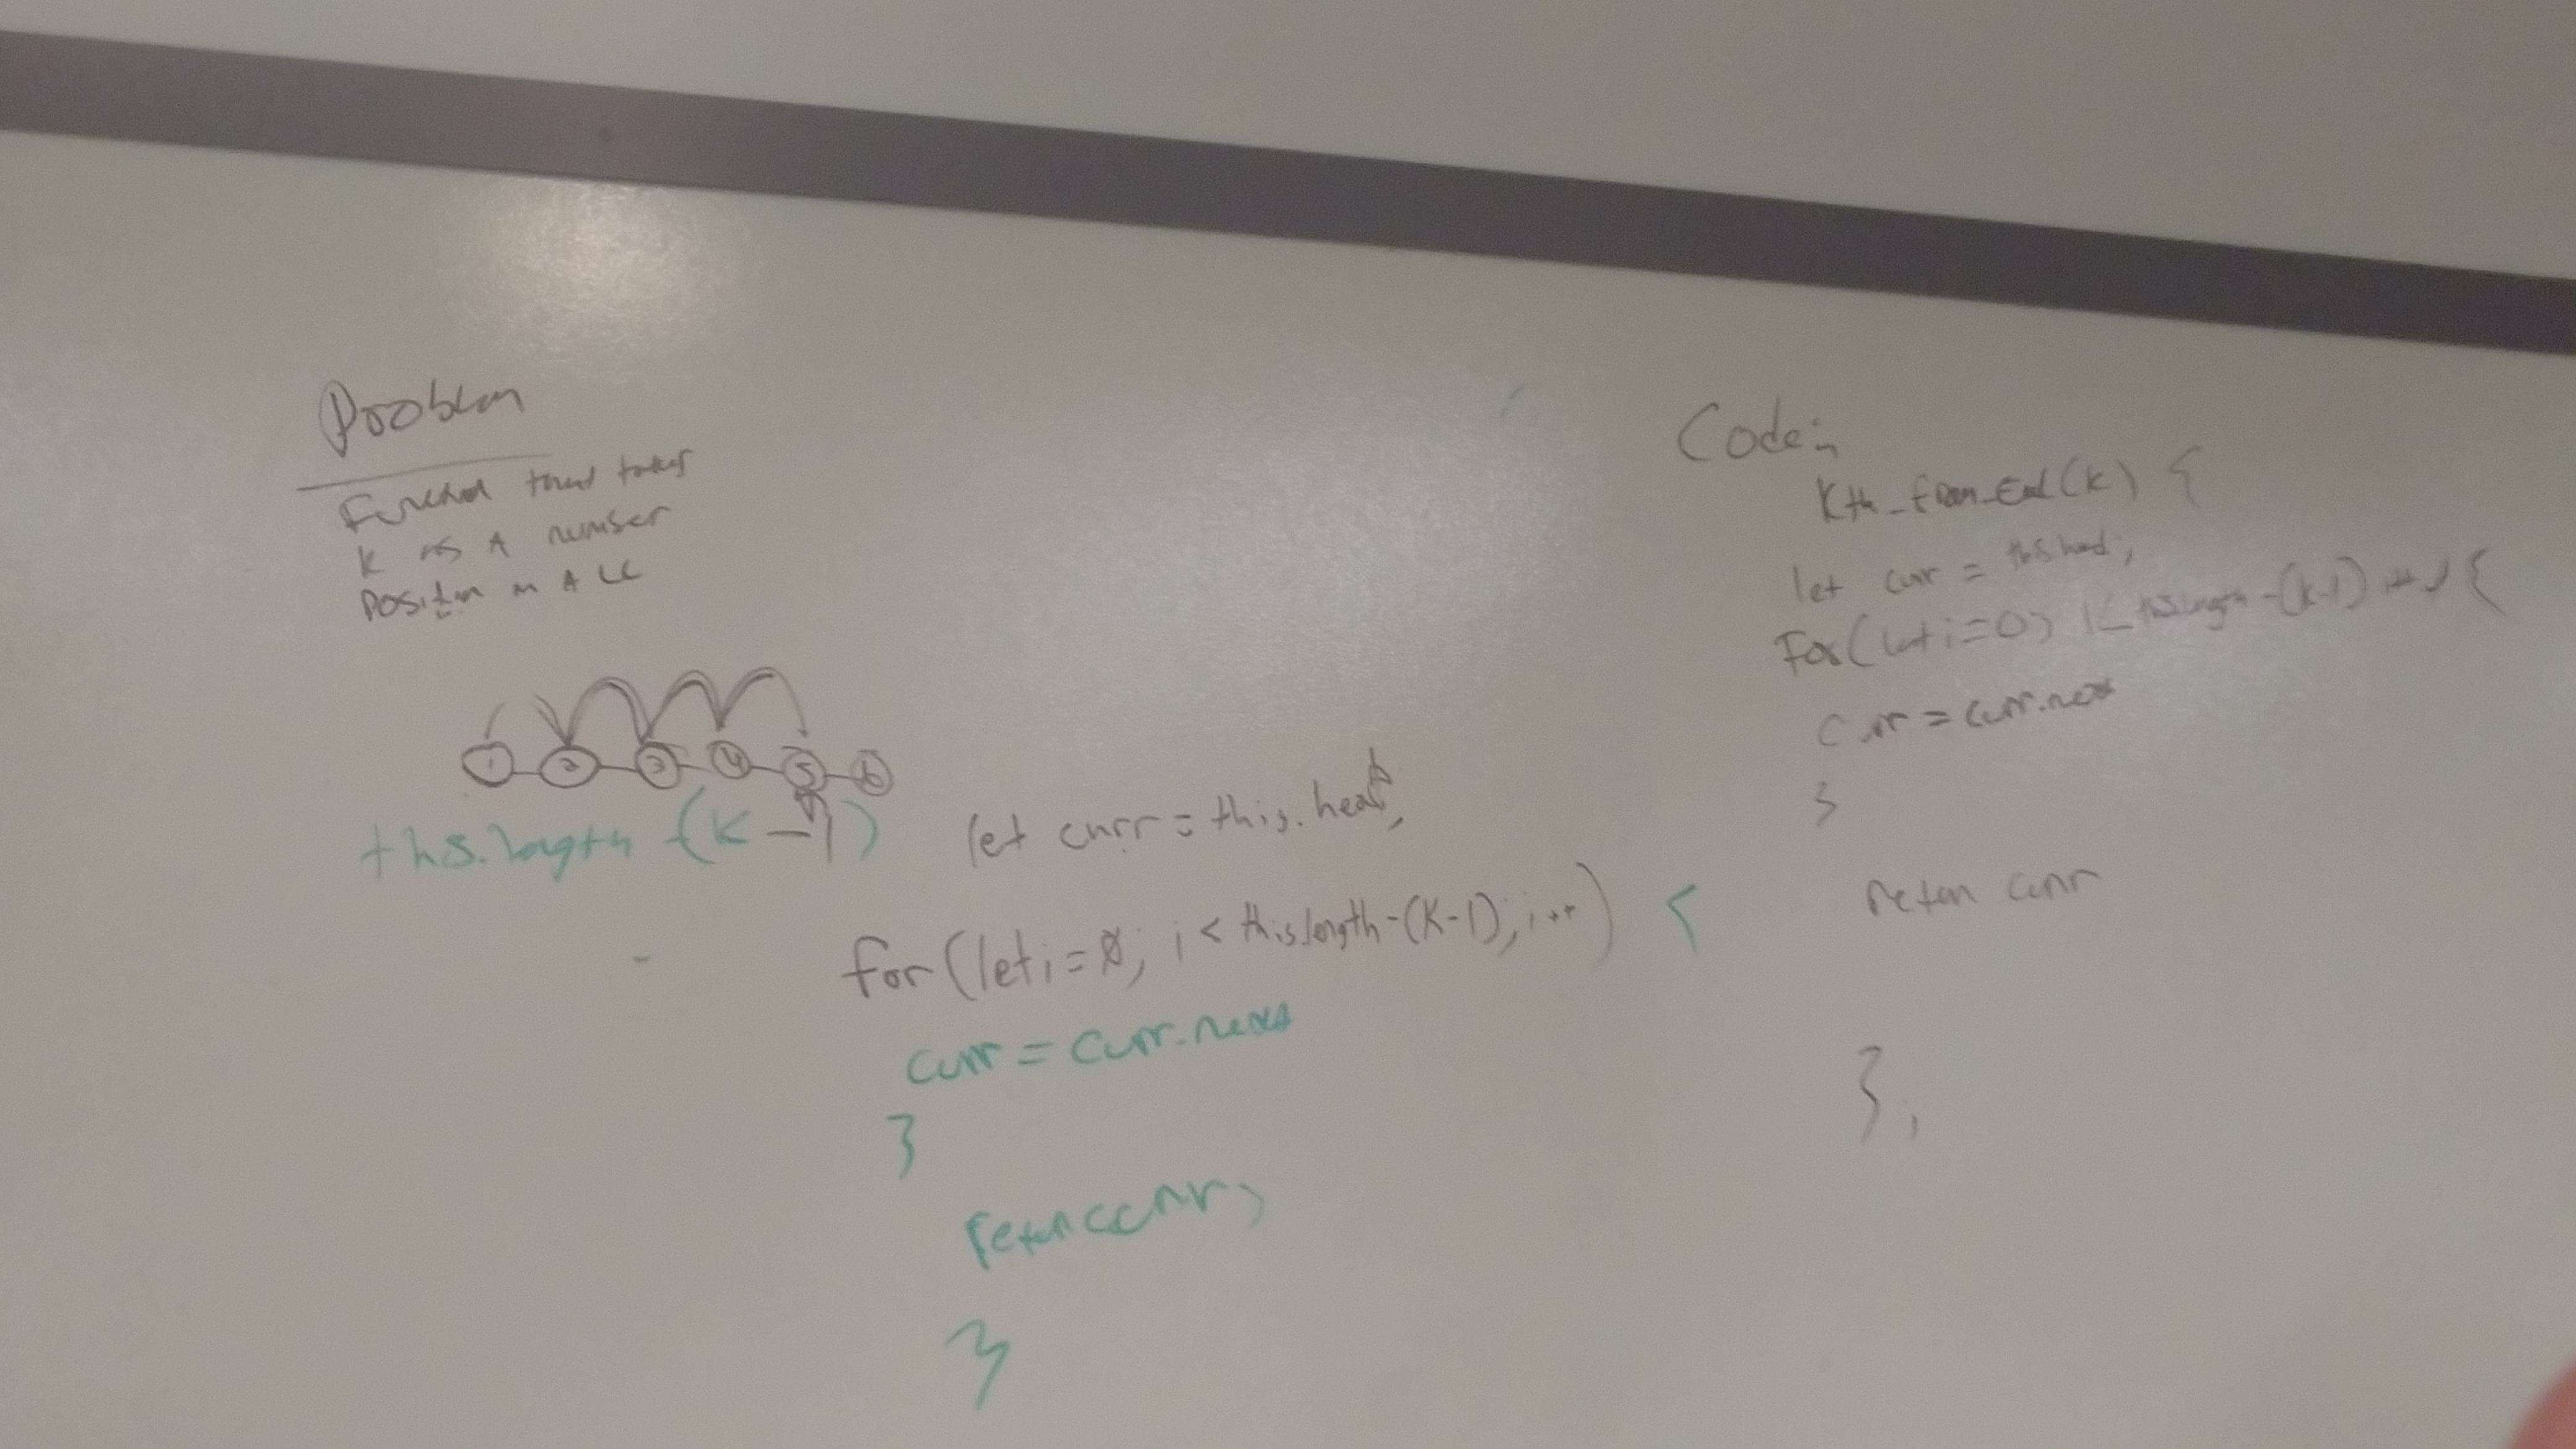 Problem
Function that takes
k as A number
Position in A LL
1 2 3 4 5 6
this.length -(K-1)
let curr = this.head;
for(let i=0; i < this.length-(K-1); i++) {
curr = curr.next
}
return curr;
}
Code:
Kth_from_End(k) {
let curr = this.head;
For(let i=0; i< this.length-(k-1) i++) {
Curr = curr.next
}
return curr
};